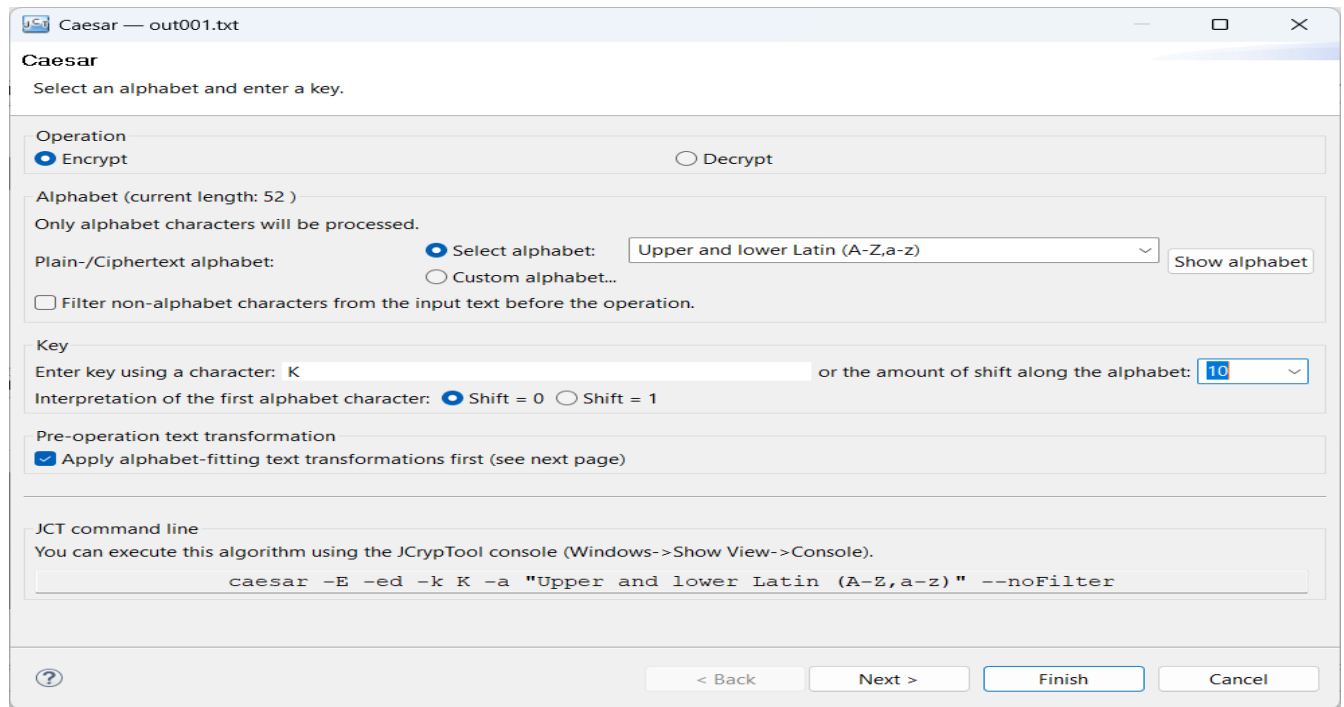 JCT Caesar — out001.txt
Caesar
Select an alphabet and enter a key.
Operation
Encrypt Decrypt
Alphabet (current length: 52 )
Only alphabet characters will be processed.
Plain-/Ciphertext alphabet: Select alphabet: Upper and lower Latin (A-Z,a-z) Show alphabet
Custom alphabet...
Filter non-alphabet characters from the input text before the operation.
Key
Enter key using a character: K or the amount of shift along the alphabet: 10
Interpretation of the first alphabet character: Shift = 0 Shift = 1
Pre-operation text transformation
Apply alphabet-fitting text transformations first (see next page)
JCT command line
You can execute this algorithm using the JCrypTool console (Windows->Show View->Console).
caesar -E -ed -k K -a "Upper and lower Latin (A-Z,a-z)" --noFilter
? < Back Next > Finish Cancel